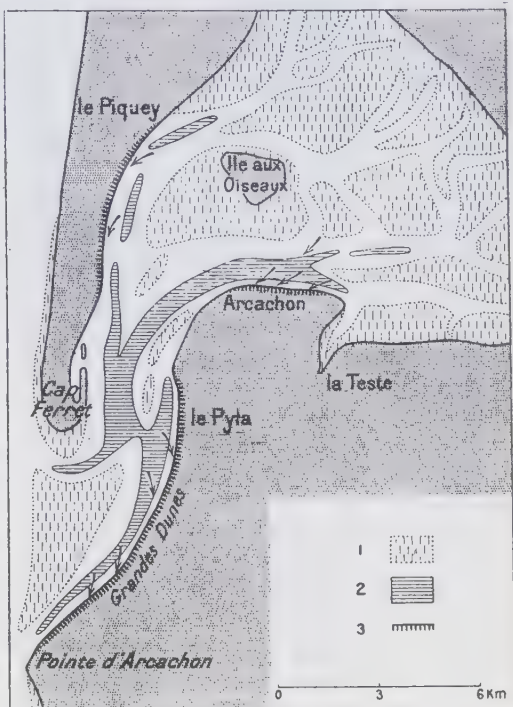 le Piquey
Ile aux
Oiseaux
Arcachon
la Teste
Cap
Ferret
le Pyla
Grandes Dunes
Pointe d'Arcachon
1
2
3
0 3 6 Km